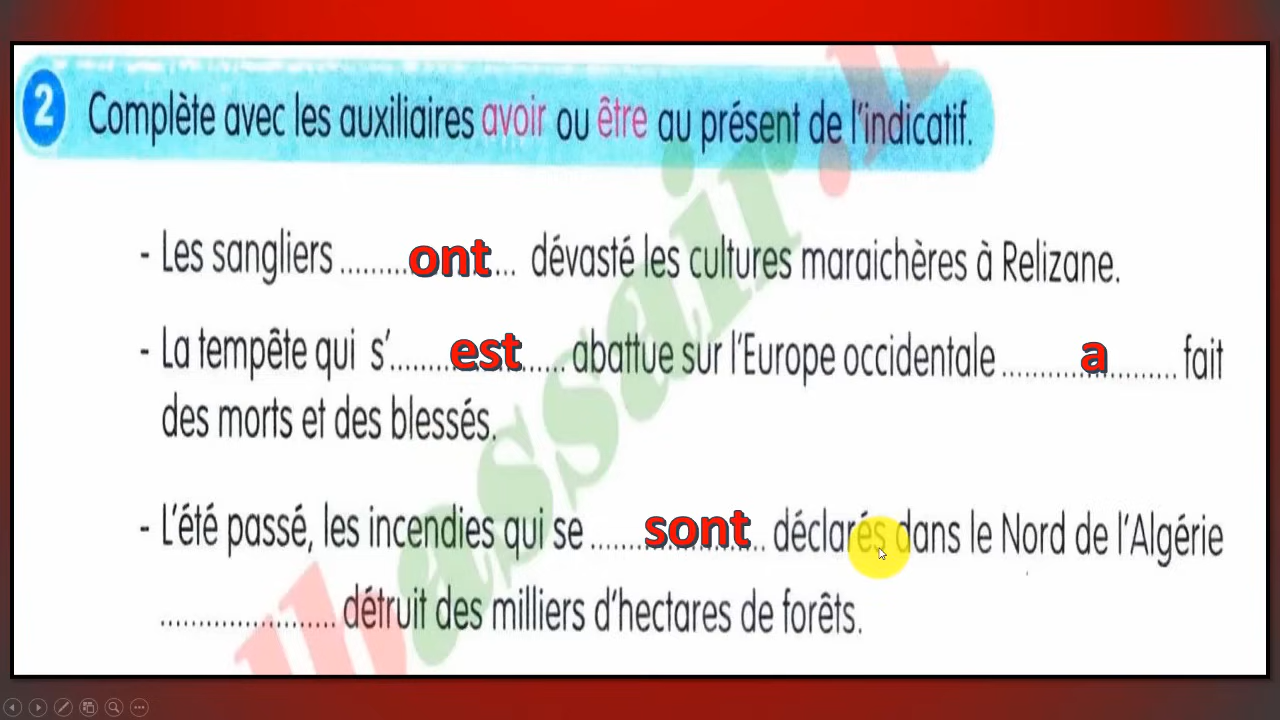 2 Complète avec les auxiliaires avoir ou être au présent de l'indicatif.
- Les sangliers .........ont... dévasté les cultures maraichères à Relizane.
- La tempête qui s'........est...... abattue sur l'Europe occidentale ..........a......... fait
des morts et des blessés.
- L'été passé, les incendies qui se .......sont.. déclarés dans le Nord de l'Algérie
....................... détruit des milliers d'hectares de forêts.